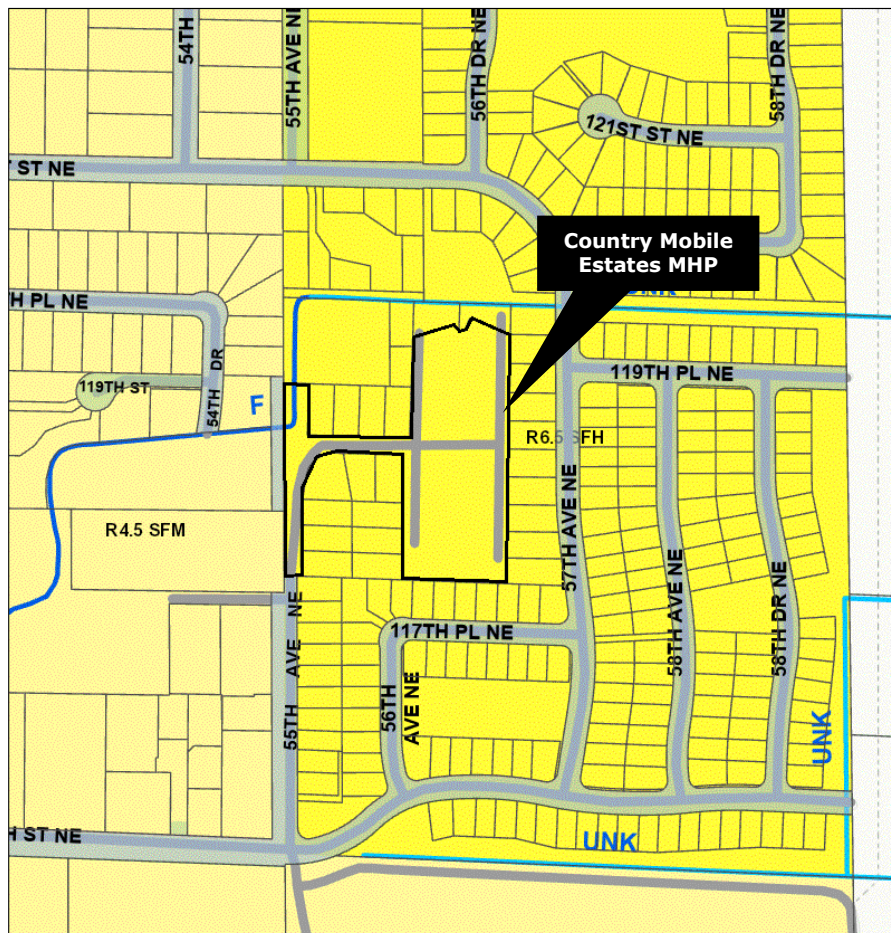 54TH
55TH AVE NE
56TH DR NE
58TH DR NE
121ST ST NE
ST NE
Country Mobile
Estates MHP
H PL NE
54TH DR
119TH ST
F
119TH PL NE
R6.5 SFH
R4.5 SFM
57TH AVE NE
55TH AVE NE
117TH PL NE
56TH
AVE NE
58TH AVE NE
58TH DR NE
UNK
H ST NE
UNK